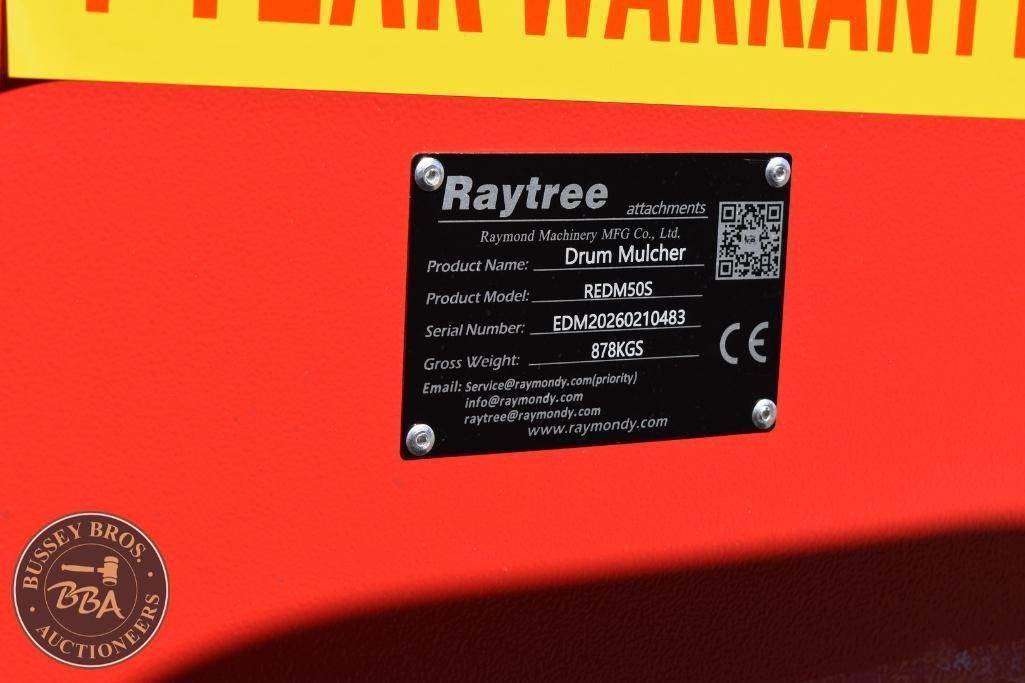 YEAR WARRANTY
Raytree attachments
Raymond Machinery MFG Co., Ltd.
Product Name: Drum Mulcher
Product Model: REDM50S
Serial Number: EDM20260210483
Gross Weight: 878KGS
CE
Email: Service@raymondy.com(priority)
info@raymondy.com
raytree@raymondy.com
www.raymondy.com
BUSSEY BROS.
BBA
AUCTIONEERS